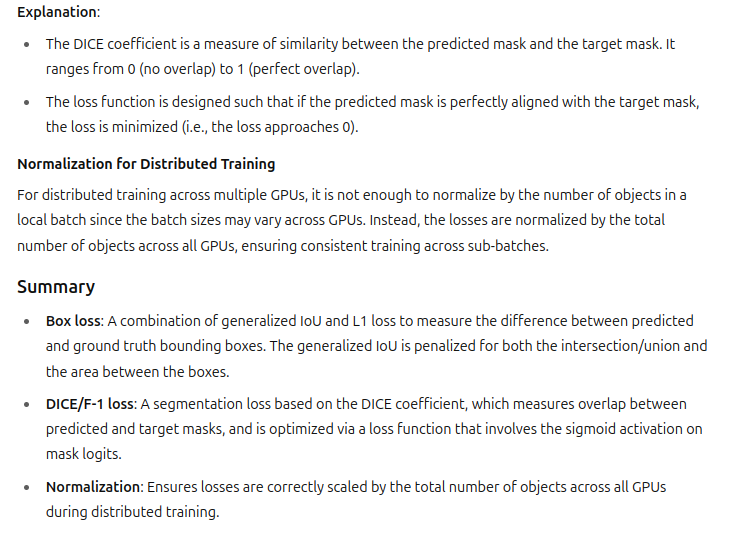 Explanation:
• The DICE coefficient is a measure of similarity between the predicted mask and the target mask. It
ranges from 0 (no overlap) to 1 (perfect overlap).
• The loss function is designed such that if the predicted mask is perfectly aligned with the target mask,
the loss is minimized (i.e., the loss approaches 0).
Normalization for Distributed Training
For distributed training across multiple GPUs, it is not enough to normalize by the number of objects in a
local batch since the batch sizes may vary across GPUs. Instead, the losses are normalized by the total
number of objects across all GPUs, ensuring consistent training across sub-batches.
Summary
• Box loss: A combination of generalized IoU and L1 loss to measure the difference between predicted
and ground truth bounding boxes. The generalized IoU is penalized for both the intersection/union and
the area between the boxes.
• DICE/F-1 loss: A segmentation loss based on the DICE coefficient, which measures overlap between
predicted and target masks, and is optimized via a loss function that involves the sigmoid activation on
mask logits.
• Normalization: Ensures losses are correctly scaled by the total number of objects across all GPUs
during distributed training.